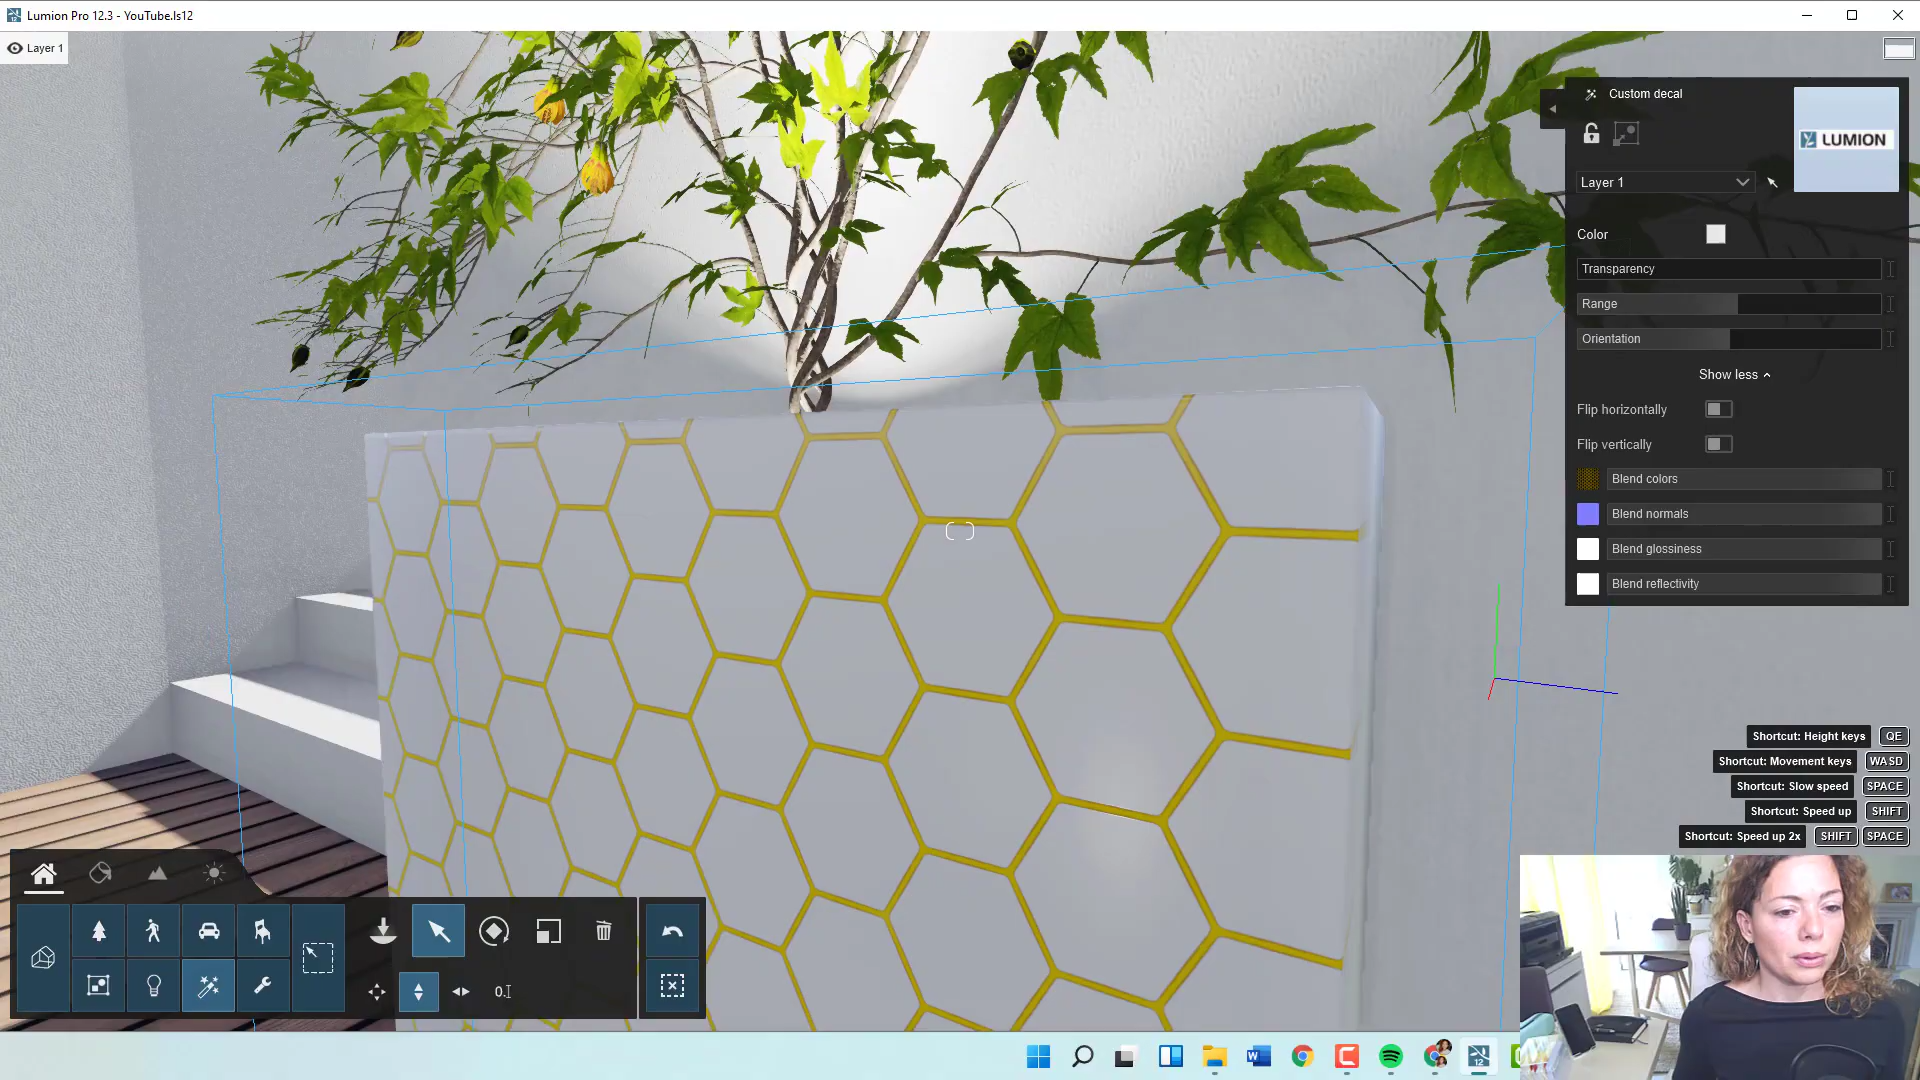 Lumion Pro 12.3 - YouTube.ls12
Layer 1
Custom decal
LUMION
Layer 1
Color
Transparency
Range
Orientation
Show less
Flip horizontally
Flip vertically
Blend colors
Blend normals
Blend glossiness
Blend reflectivity
Shortcut: Height keys QE
Shortcut: Movement keys WASD
Shortcut: Slow speed SPACE
Shortcut: Speed up SHIFT
Shortcut: Speed up 2x SHIFT SPACE
0.
W
12